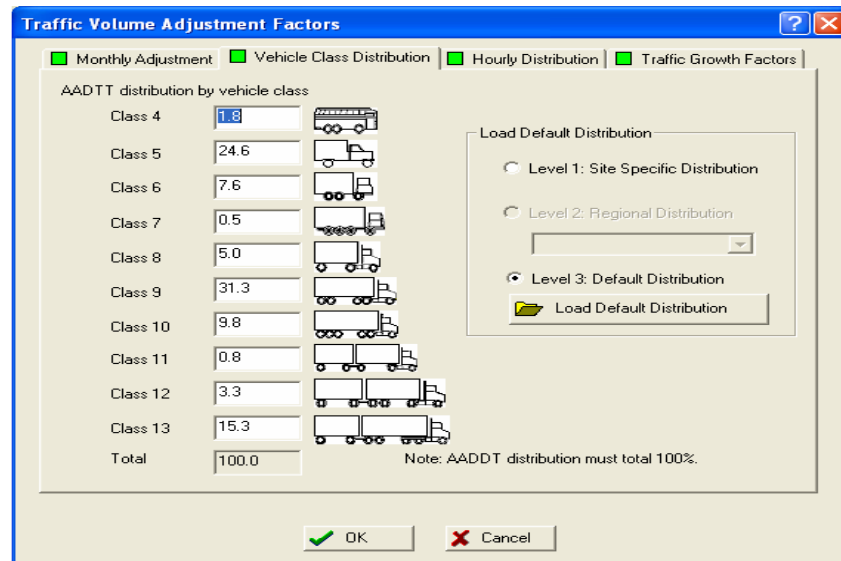 Traffic Volume Adjustment Factors
Monthly Adjustment
Vehicle Class Distribution
Hourly Distribution
Traffic Growth Factors
AADTT distribution by vehicle class
Class 4 1.8
Class 5 24.6
Class 6 7.6
Class 7 0.5
Class 8 5.0
Class 9 31.3
Class 10 9.8
Class 11 0.8
Class 12 3.3
Class 13 15.3
Total 100.0
Load Default Distribution
Level 1: Site Specific Distribution
Level 2: Regional Distribution
Level 3: Default Distribution
Load Default Distribution
Note: AADDT distribution must total 100%.
OK
Cancel